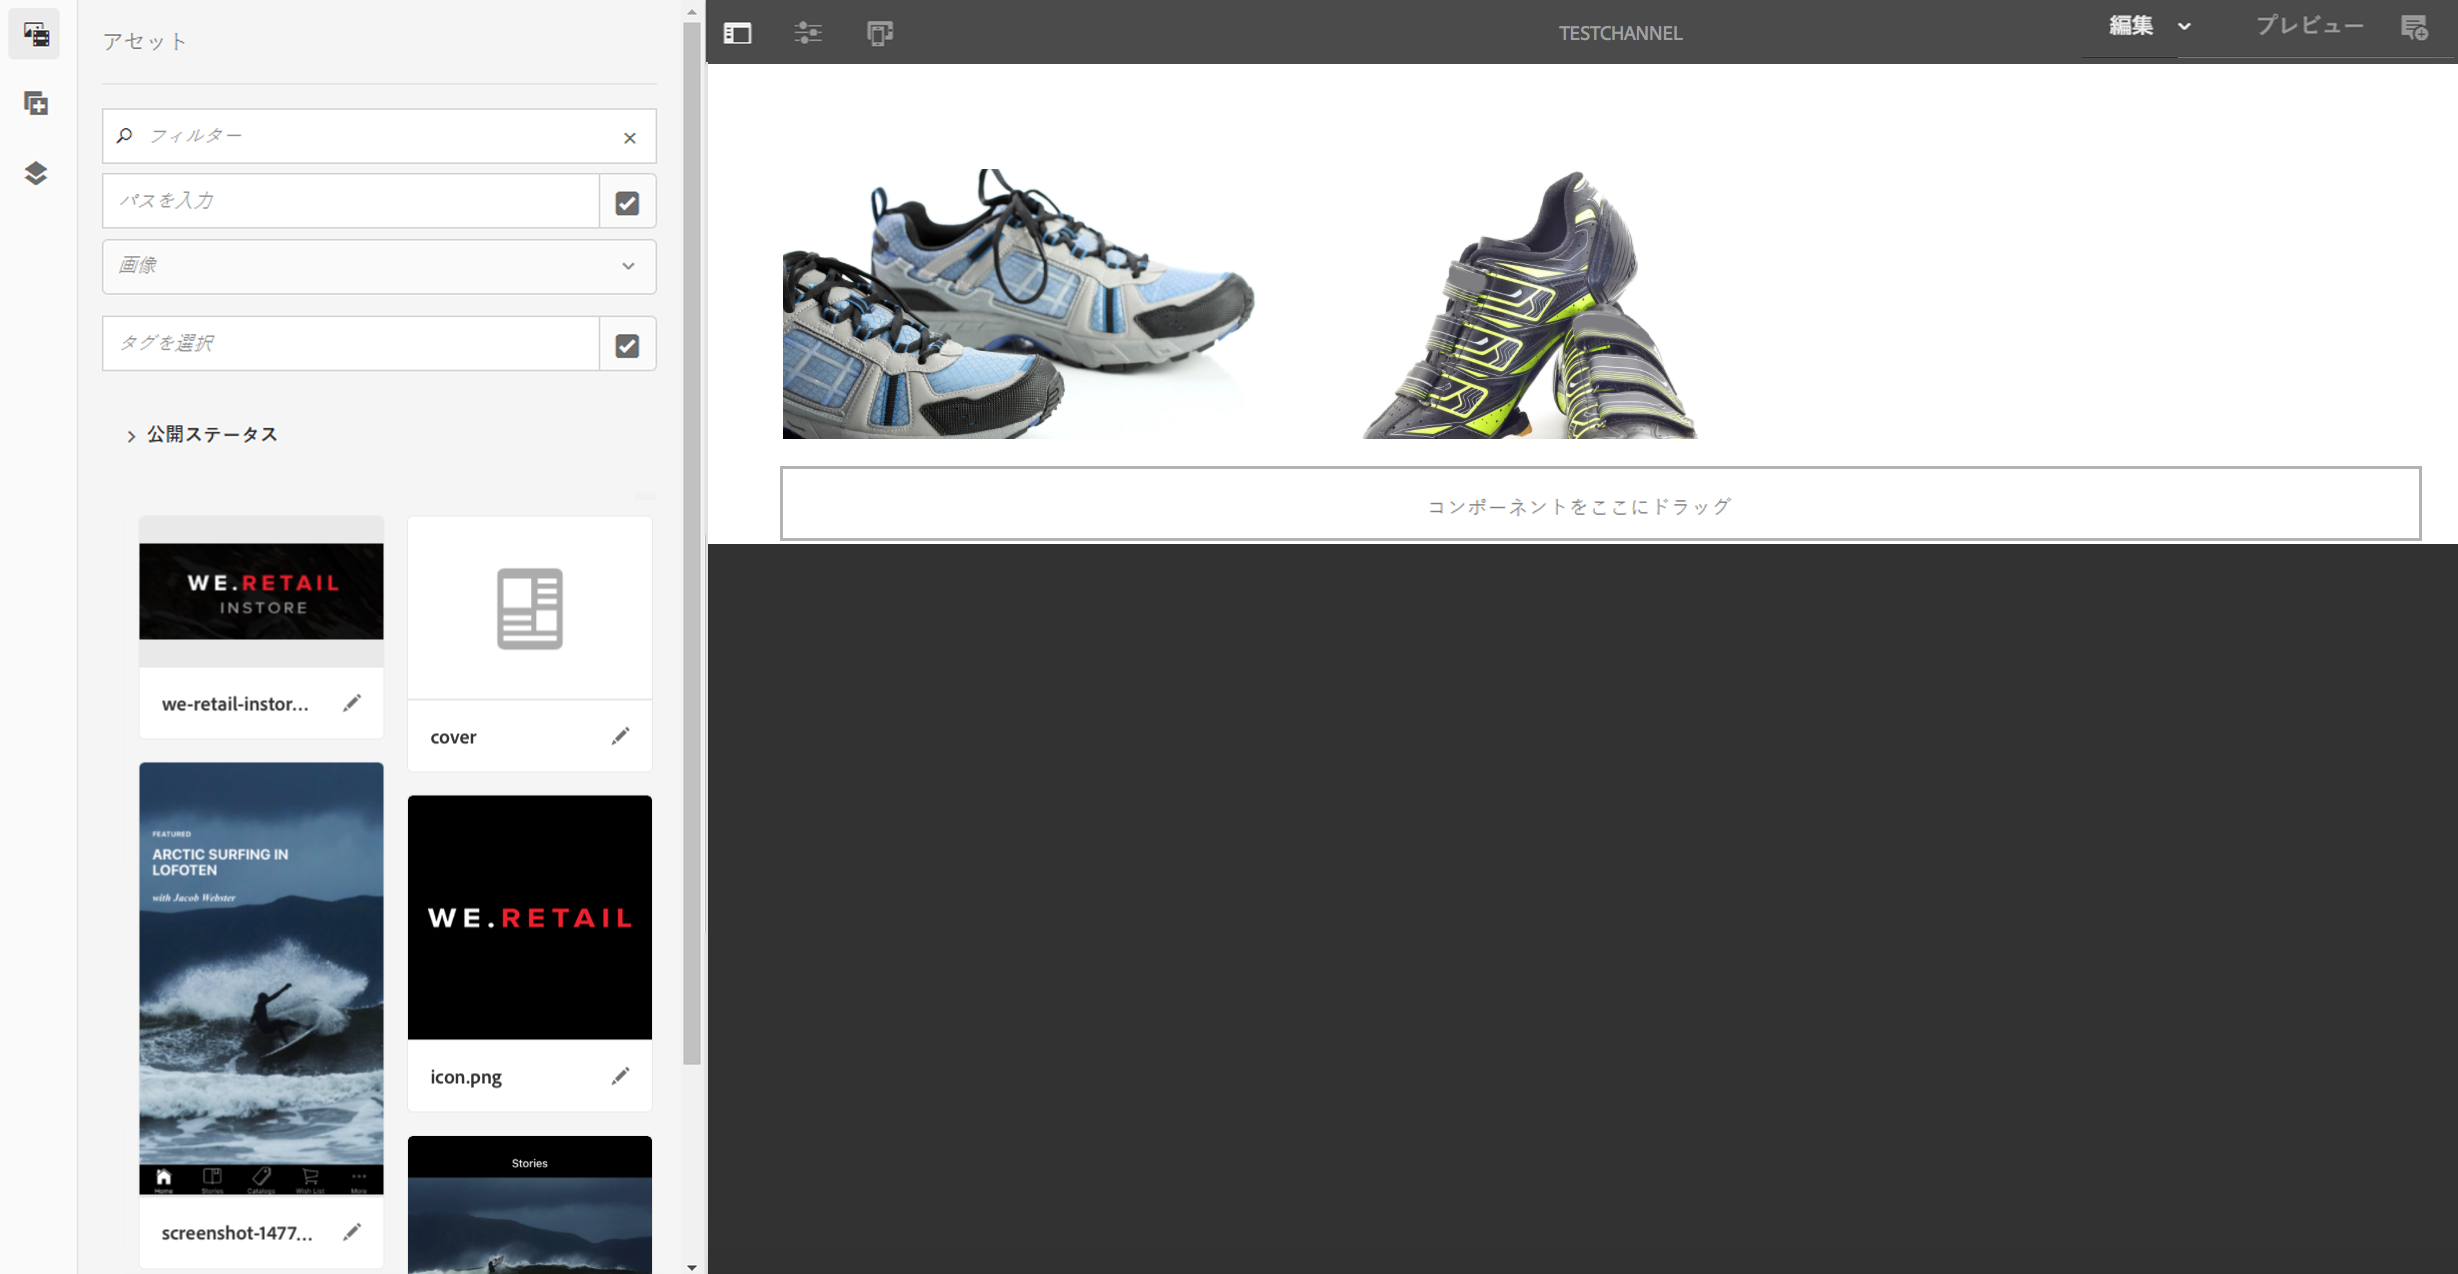 アセット
フィルター
パスを入力
画像
タグを選択
公開ステータス
WE.RETAIL
INSTORE
we-retail-instor...
cover
FEATURED
ARCTIC SURFING IN
LOFOTEN
with Jacob Webster
Home Stories Catalogs Wish List More
screenshot-1477...
WE.RETAIL
icon.png
Stories
TESTCHANNEL
編集
プレビュー
コンポーネントをここにドラッグ